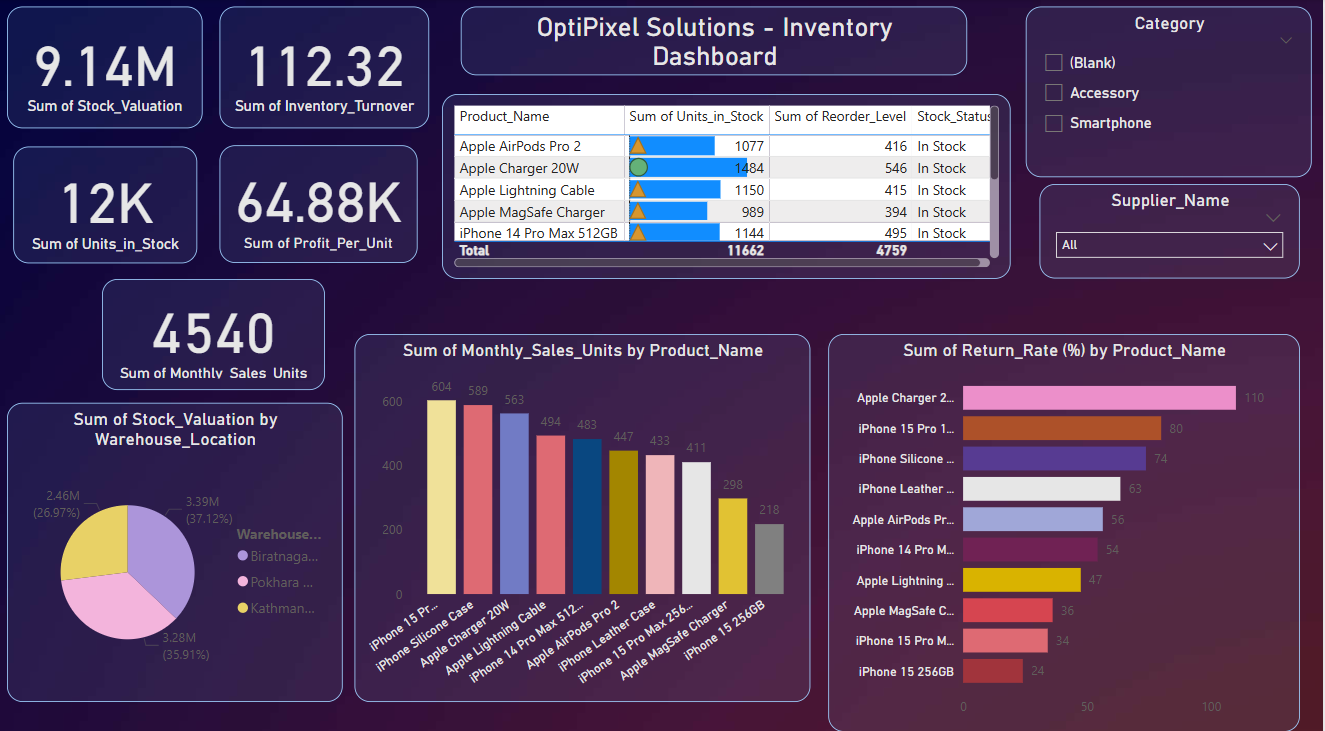 9.14M
Sum of Stock_Valuation
112.32
Sum of Inventory_Turnover
OptiPixel Solutions - Inventory
Dashboard
Category
(Blank)
Accessory
Smartphone
12K
Sum of Units_in_Stock
64.88K
Sum of Profit_Per_Unit
Product_Name Sum of Units_in_Stock Sum of Reorder_Level Stock_Status
Apple AirPods Pro 2 1077 416 In Stock
Apple Charger 20W 1484 546 In Stock
Apple Lightning Cable 1150 415 In Stock
Apple MagSafe Charger 989 394 In Stock
iPhone 14 Pro Max 512GB 1144 495 In Stock
Total 11662 4759
Supplier_Name
All
4540
Sum of Monthly_Sales_Units
Sum of Stock_Valuation by
Warehouse_Location
2.46M
(26.97%)
3.39M
(37.12%)
3.28M
(35.91%)
Warehouse...
Biratnaga...
Pokhara ...
Kathman...
Sum of Monthly_Sales_Units by Product_Name
600
400
200
0
604
589
563
494
483
447
433
411
298
218
iPhone 15 Pr...
iPhone Silicone Case
Apple Charger 20W
Apple Lightning Cable
iPhone 14 Pro Max 512...
Apple AirPods Pro 2
iPhone Leather Case
iPhone 15 Pro Max 256...
Apple MagSafe Charger
iPhone 15 256GB
Sum of Return_Rate (%) by Product_Name
Apple Charger 2... 110
iPhone 15 Pro 1... 80
iPhone Silicone ... 74
iPhone Leather ... 63
Apple AirPods Pr... 56
iPhone 14 Pro M... 54
Apple Lightning ... 47
Apple MagSafe C... 36
iPhone 15 Pro M... 34
iPhone 15 256GB 24
0 50 100